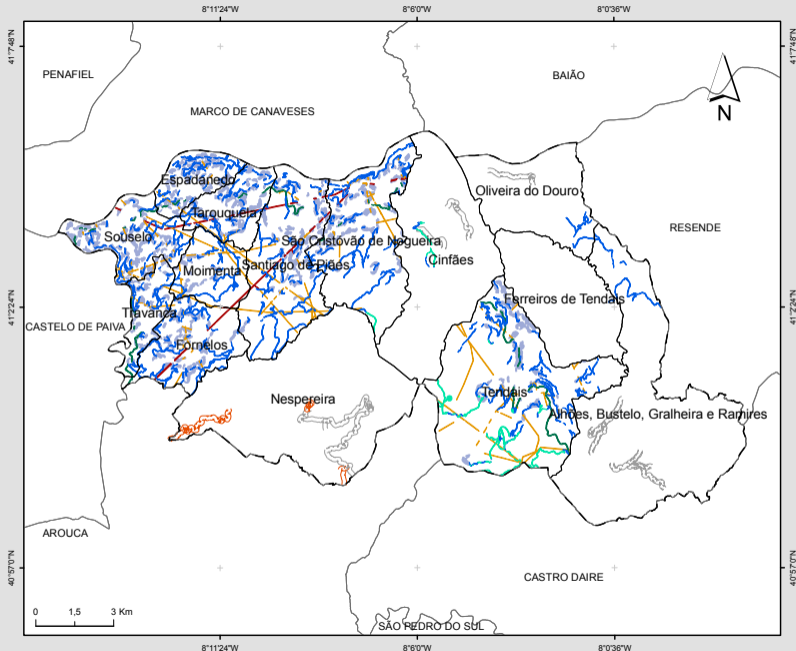 8°11'24"W
8°6'0"W
8°0'36"W
41°7'48"N
41°7'48"N
PENAFIEL
BAIÃO
MARCO DE CANAVESES
N
Espadanedo
Oliveira do Douro
Tarouquela
RESENDE
Souselo
São Cristovão de Nogueira
Cinfães
Moimenta
Santiago de Piães
41°2'24"N
41°2'24"N
Ferreiros de Tendais
Travanca
CASTELO DE PAIVA
Fornelos
Tendais
Nespereira
Alhões, Bustelo, Gralheira e Ramires
AROUCA
40°57'0"N
40°57'0"N
CASTRO DAIRE
0 1,5 3 Km
SÃO PEDRO DO SUL
8°11'24"W
8°6'0"W
8°0'36"W